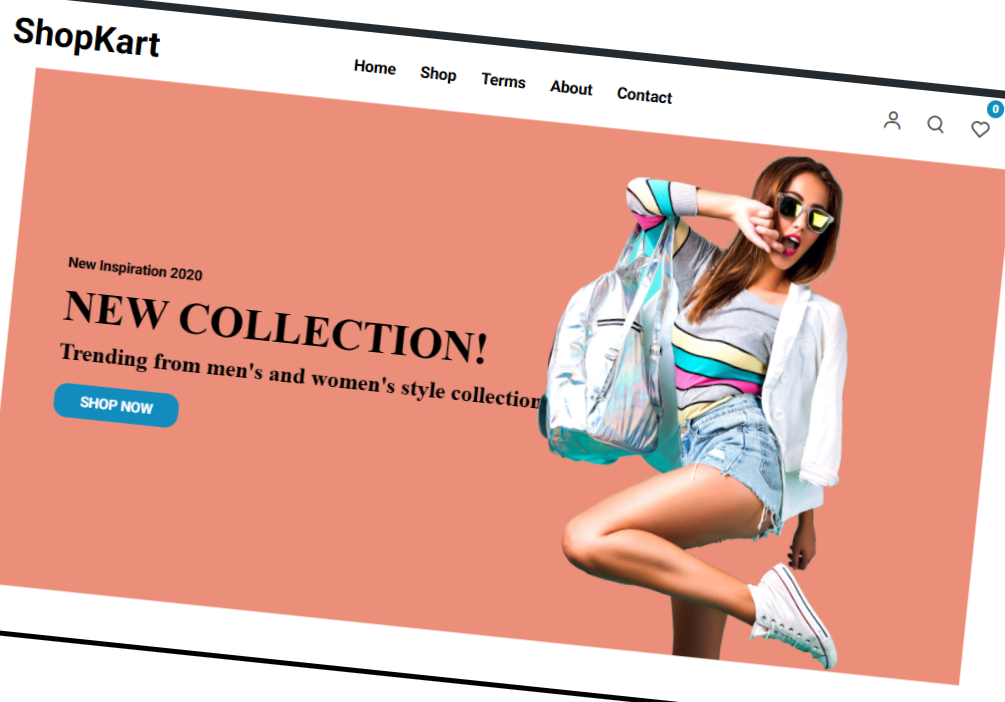 ShopKart
Home Shop Terms About Contact
0
New Inspiration 2020
NEW COLLECTION!
Trending from men's and women's style collection
SHOP NOW